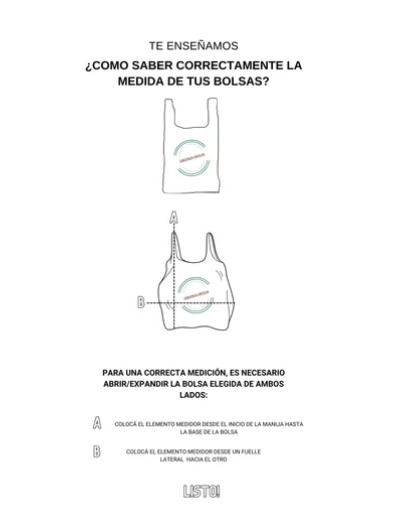 TE ENSEÑAMOS
¿COMO SABER CORRECTAMENTE LA
MEDIDA DE TUS BOLSAS?
A
B
PARA UNA CORRECTA MEDICIÓN, ES NECESARIO
ABRIR/EXPANDIR LA BOLSA ELEGIDA DE AMBOS
LADOS:
A COLOCÁ EL ELEMENTO MEDIDOR DESDE EL INICIO DE LA MANIJA HASTA
LA BASE DE LA BOLSA
B COLOCÁ EL ELEMENTO MEDIDOR DESDE UN FUELLE
LATERAL HACIA EL OTRO
LISTO!